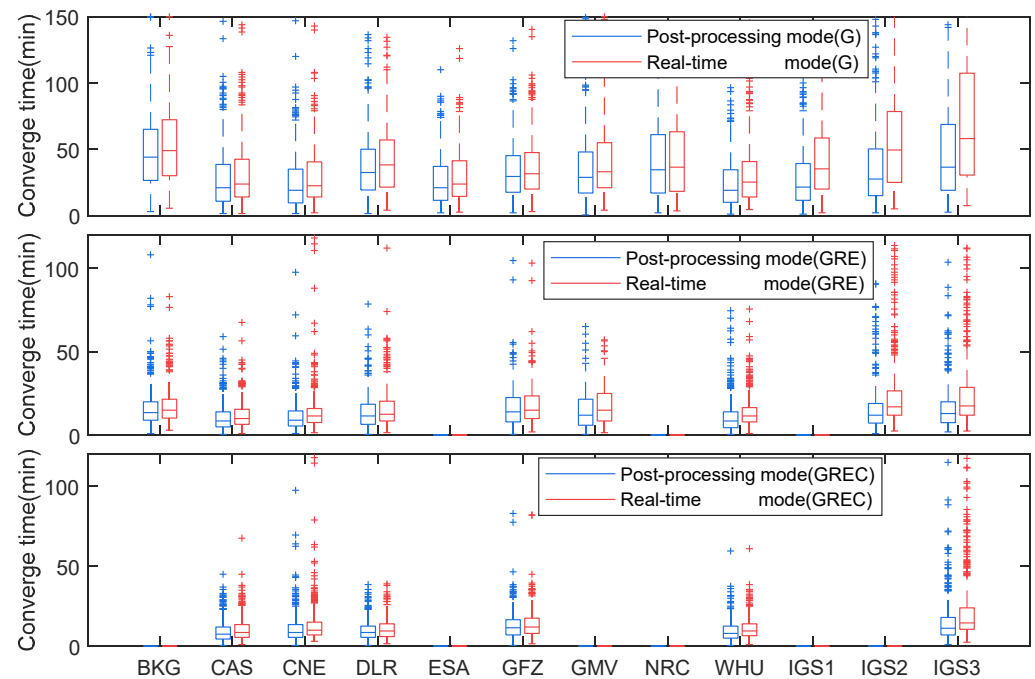 150
100
50
0
Converge time(min)
Post-processing mode(G)
Real-time mode(G)
100
50
0
Converge time(min)
Post-processing mode(GRE)
Real-time mode(GRE)
100
50
0
Converge time(min)
Post-processing mode(GREC)
Real-time mode(GREC)
BKG CAS CNE DLR ESA GFZ GMV NRC WHU IGS1 IGS2 IGS3